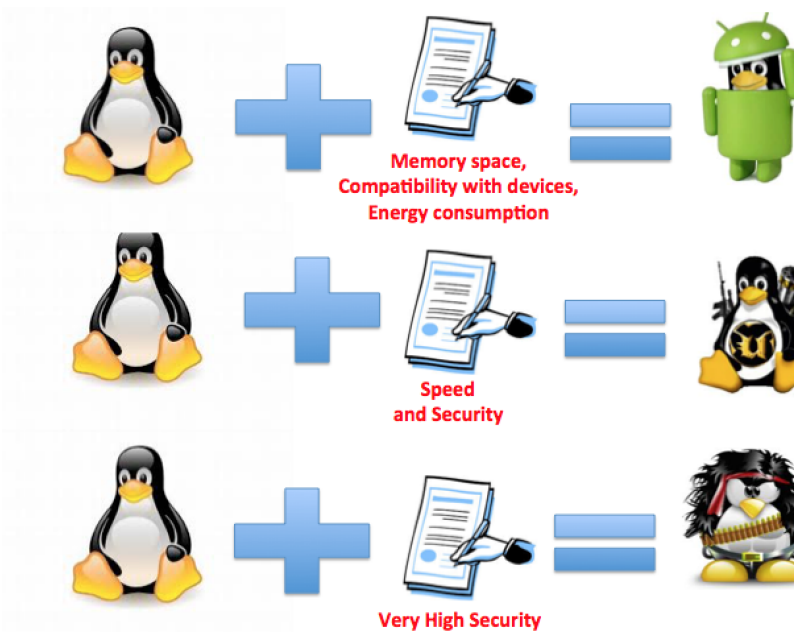 Memory space,
Compatibility with devices,
Energy consumption
Speed
and Security
Very High Security